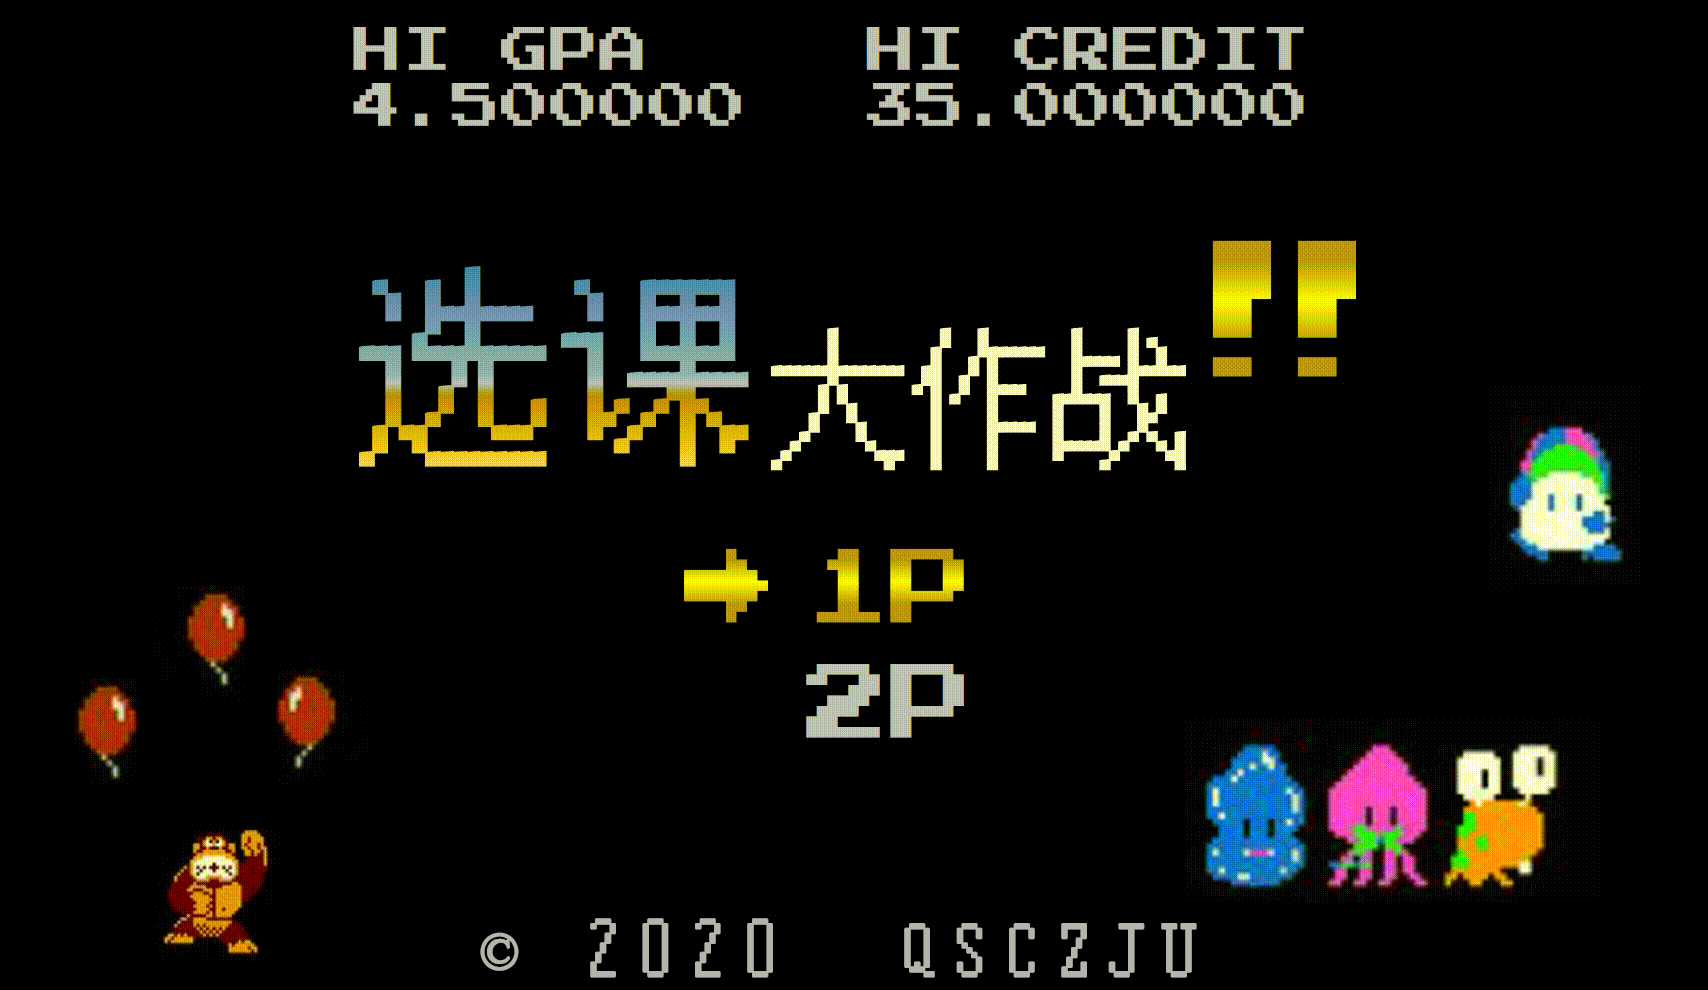 HI GPA HI CREDIT
4.500000 35.000000
选课大作战!!
➡ 1P
2P
© 2020 QSCZJU